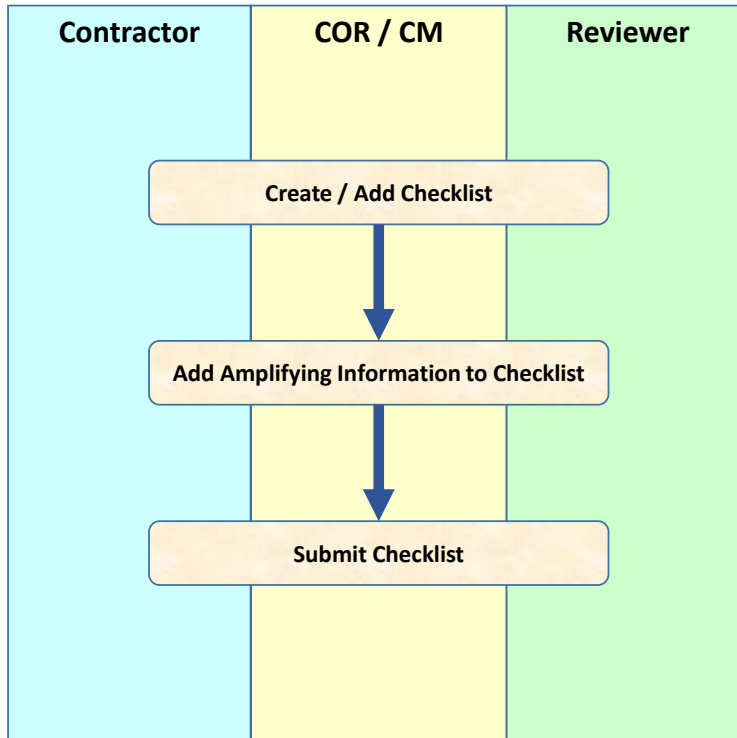 Contractor
COR / CM
Reviewer
Create / Add Checklist
Add Amplifying Information to Checklist
Submit Checklist